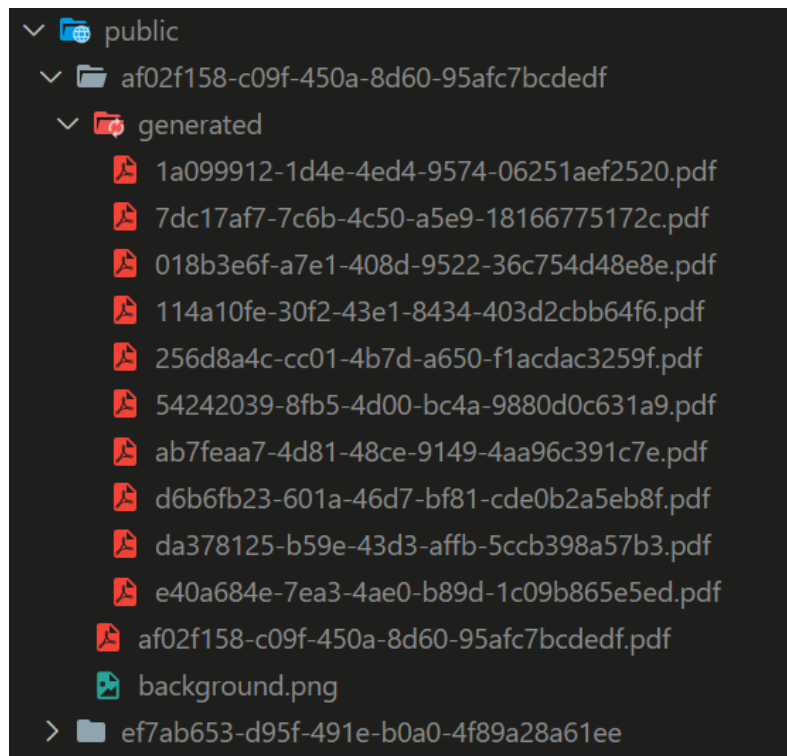 public
af02f158-c09f-450a-8d60-95afc7bcdedf
generated
1a099912-1d4e-4ed4-9574-06251aef2520.pdf
7dc17af7-7c6b-4c50-a5e9-18166775172c.pdf
018b3e6f-a7e1-408d-9522-36c754d48e8e.pdf
114a10fe-30f2-43e1-8434-403d2cbb64f6.pdf
256d8a4c-cc01-4b7d-a650-f1acdac3259f.pdf
54242039-8fb5-4d00-bc4a-9880d0c631a9.pdf
ab7feaa7-4d81-48ce-9149-4aa96c391c7e.pdf
d6b6fb23-601a-46d7-bf81-cde0b2a5eb8f.pdf
da378125-b59e-43d3-affb-5ccb398a57b3.pdf
e40a684e-7ea3-4ae0-b89d-1c09b865e5ed.pdf
af02f158-c09f-450a-8d60-95afc7bcdedf.pdf
background.png
ef7ab653-d95f-491e-b0a0-4f89a28a61ee